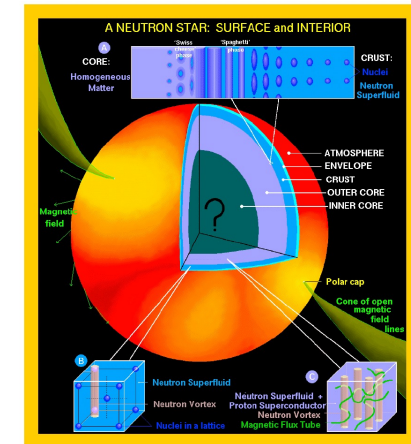 A NEUTRON STAR: SURFACE and INTERIOR
A
'Swiss
cheese'
phase
'Spaghetti'
phase
CORE:
Homogeneous
Matter
CRUST:
Nuclei
Neutron
Superfluid
ATMOSPHERE
ENVELOPE
CRUST
OUTER CORE
INNER CORE
?
Magnetic
field
Polar cap
Cone of open
magnetic
field
lines
B
Neutron Superfluid
Neutron Vortex
Nuclei in a lattice
C
Neutron Superfluid +
Proton Superconductor
Neutron Vortex
Magnetic Flux Tube